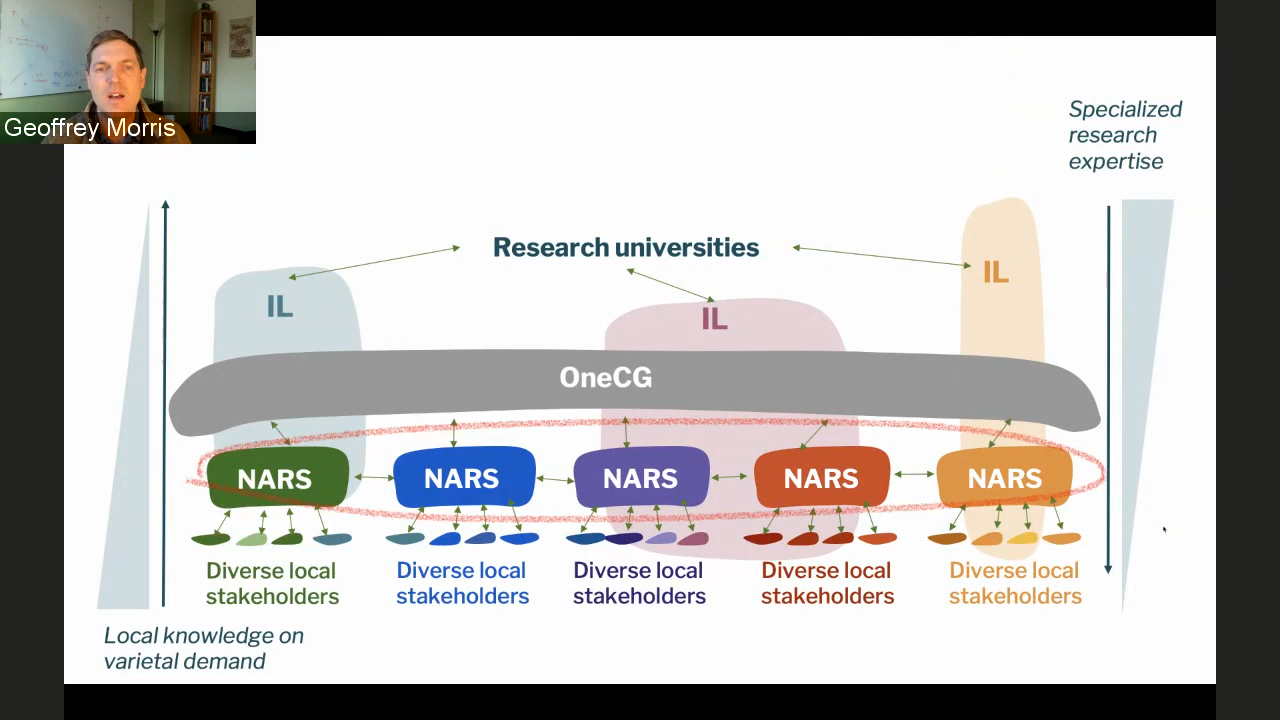 Geoffrey Morris
Specialized
research
expertise
Research universities
IL
IL
IL
OneCG
NARS
NARS
NARS
NARS
NARS
Diverse local
stakeholders
Diverse local
stakeholders
Diverse local
stakeholders
Diverse local
stakeholders
Diverse local
stakeholders
Local knowledge on
varietal demand